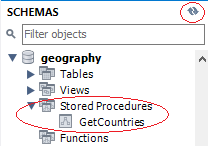 SCHEMAS
Filter objects
geography
Tables
Views
Stored Procedures
GetCountries
Functions